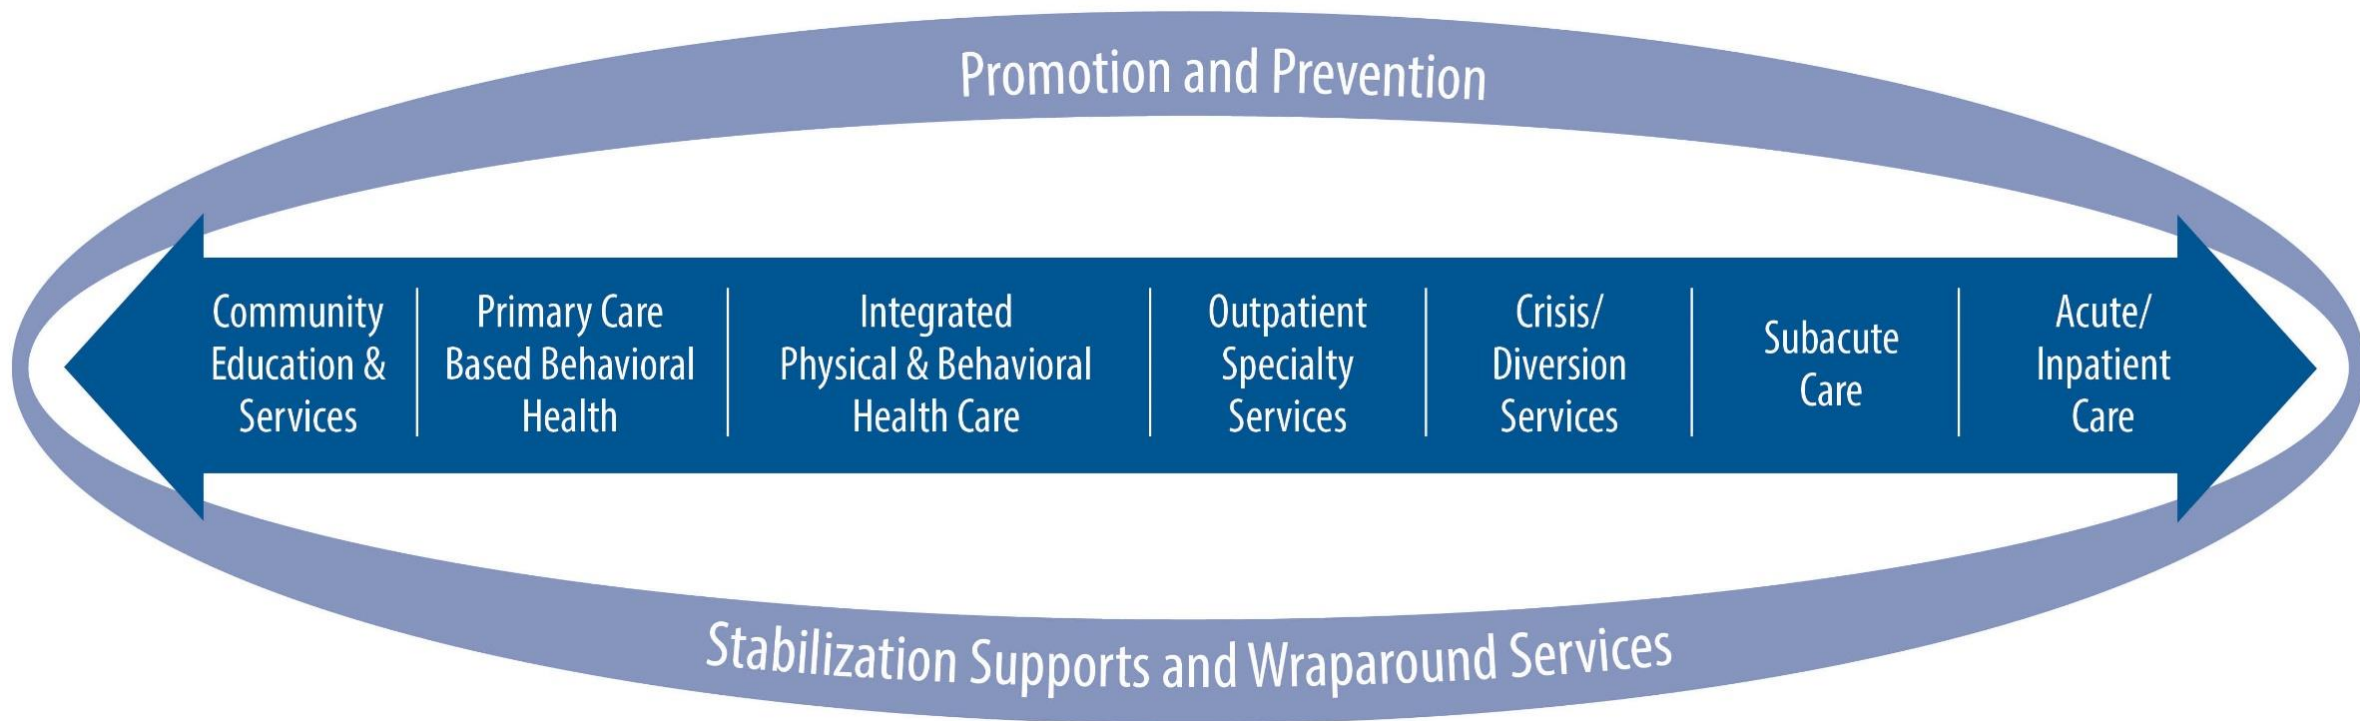 Promotion and Prevention
Community
Education &
Services
Primary Care
Based Behavioral
Health
Integrated
Physical & Behavioral
Health Care
Outpatient
Specialty
Services
Crisis/
Diversion
Services
Subacute
Care
Acute/
Inpatient
Care
Stabilization Supports and Wraparound Services